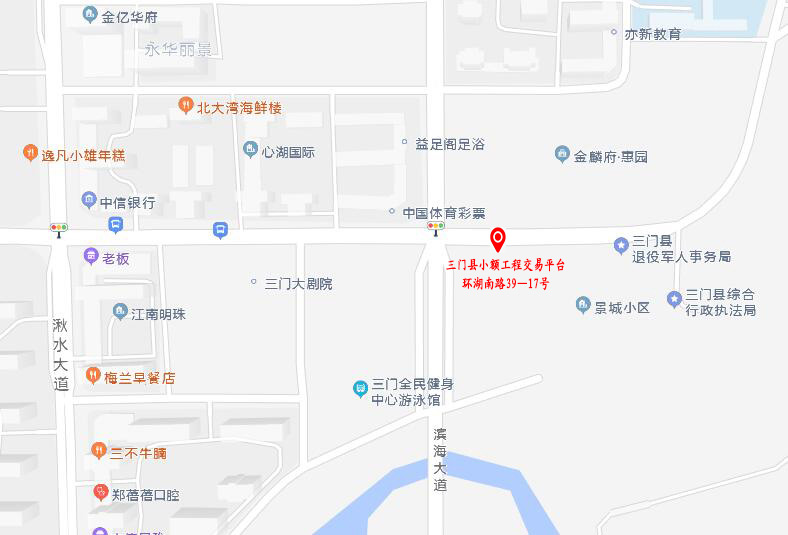 金亿华府
永华丽景
亦新教育
北大湾海鲜楼
益足阁足浴
逸凡小雄年糕
心湖国际
金麟府·惠园
中信银行
中国体育彩票
三门县
退役军人事务局
老板
三门县小额工程交易平台
环湖南路39—17号
三门大剧院
三门县综合
行政执法局
江南明珠
景城小区
湫水大道
梅兰早餐店
三门全民健身
中心游泳馆
滨海大道
三不牛腩
郑蓓蓓口腔